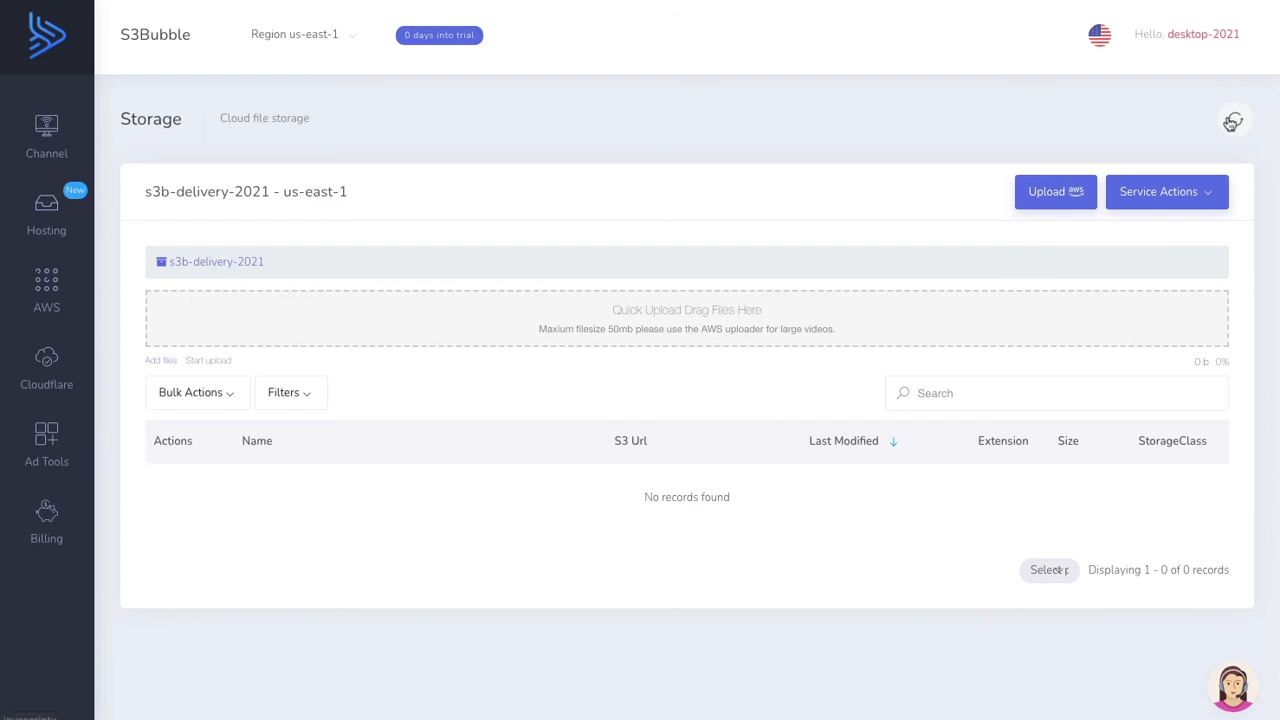 S3Bubble
Region us-east-1
0 days into trial
Hello, desktop-2021
Channel
New
Hosting
AWS
Cloudflare
Ad Tools
Billing
Storage
Cloud file storage
s3b-delivery-2021 - us-east-1
Upload aws
Service Actions
s3b-delivery-2021
Quick Upload Drag Files Here
Maxium filesize 50mb please use the AWS uploader for large videos.
Add files Start upload
0 b 0%
Bulk Actions
Filters
Search
Actions Name S3 Url Last Modified Extension Size StorageClass
No records found
Select
Displaying 1 - 0 of 0 records